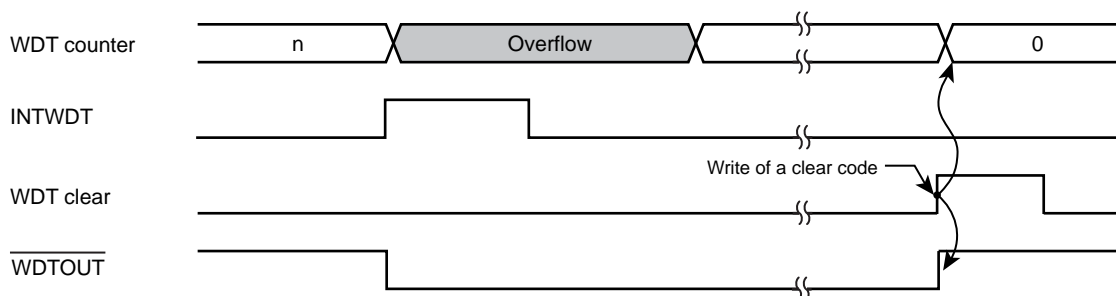 WDT counter
n
Overflow
0
INTWDT
Write of a clear code
WDT clear
WDTOUT